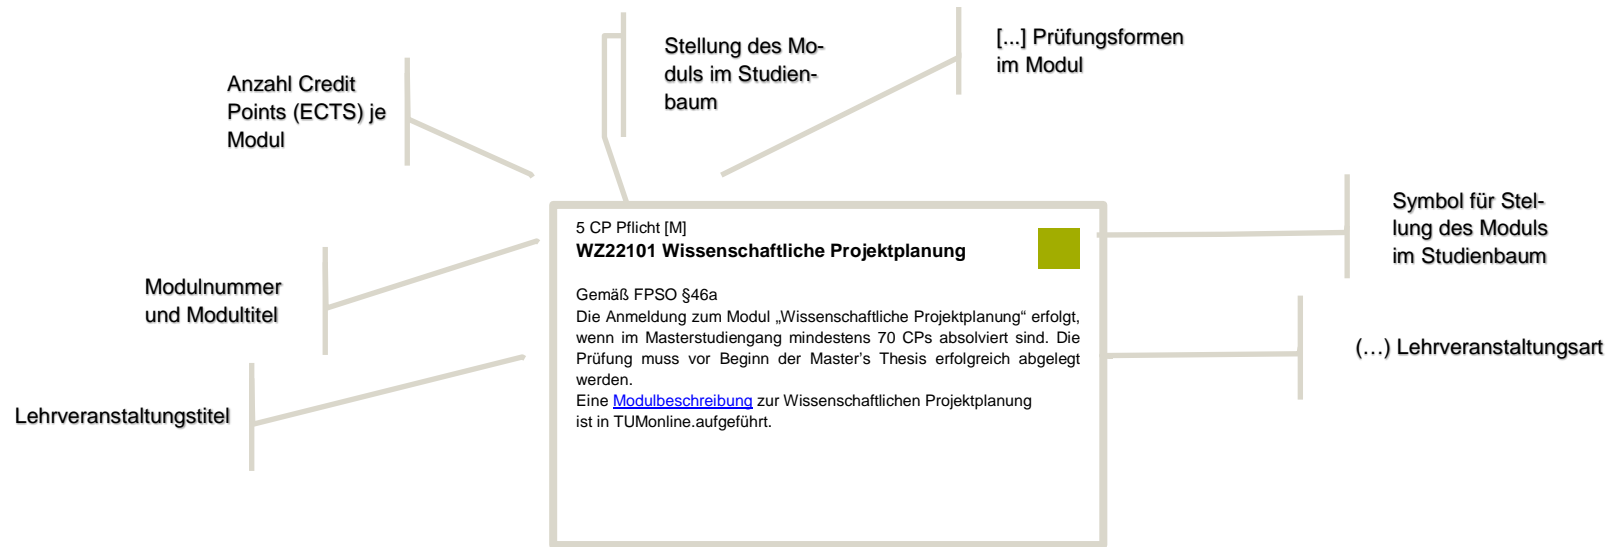 Stellung des Mo-
duls im Studien-
baum
[...] Prüfungsformen
im Modul
Anzahl Credit
Points (ECTS) je
Modul
Symbol für Stel-
lung des Moduls
im Studienbaum
Modulnummer
und Modultitel
(…) Lehrveranstaltungsart
Lehrveranstaltungstitel
5 CP Pflicht [M]
WZ22101 Wissenschaftliche Projektplanung
Gemäß FPSO §46a
Die Anmeldung zum Modul „Wissenschaftliche Projektplanung“ erfolgt,
wenn im Masterstudiengang mindestens 70 CPs absolviert sind. Die
Prüfung muss vor Beginn der Master’s Thesis erfolgreich abgelegt
werden.
Eine Modulbeschreibung zur Wissenschaftlichen Projektplanung
ist in TUMonline.aufgeführt.